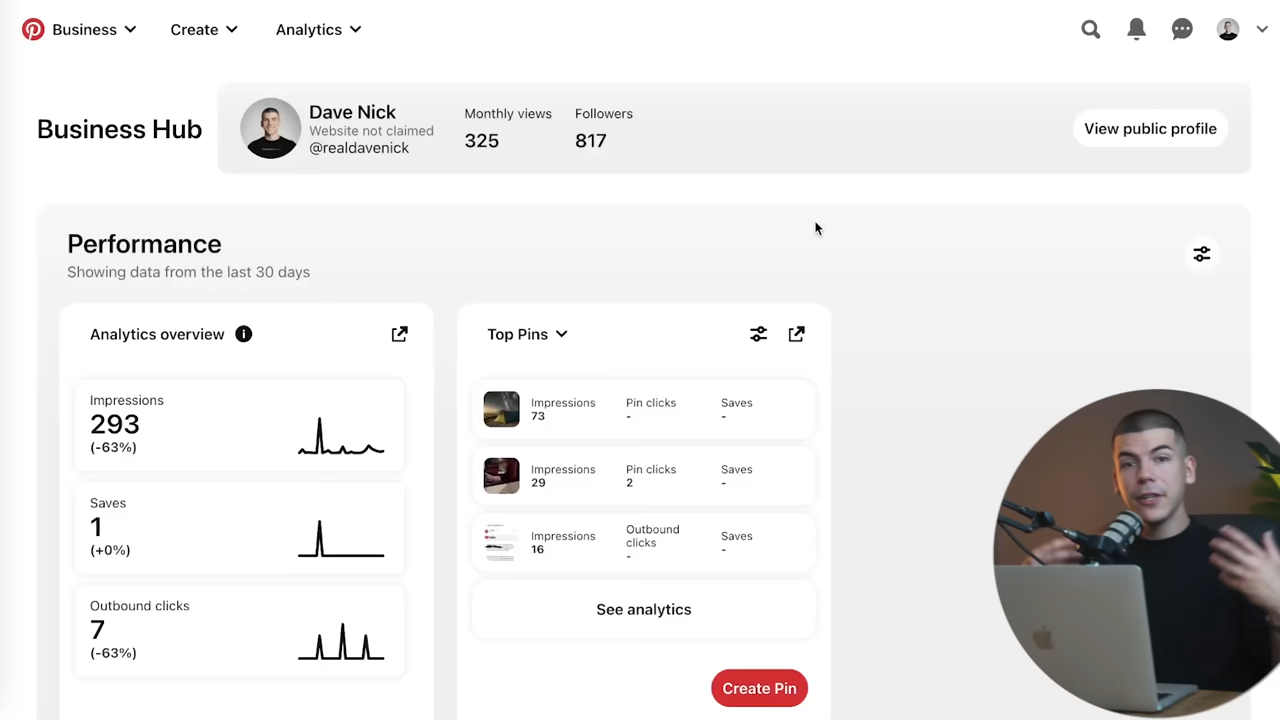 Business
Create
Analytics
Business Hub
Dave Nick
Website not claimed
@realdavenick
Monthly views
325
Followers
817
View public profile
Performance
Showing data from the last 30 days
Analytics overview
Impressions
293
(-63%)
Saves
1
(+0%)
Outbound clicks
7
(-63%)
Top Pins
Impressions
73
Pin clicks
-
Saves
-
Impressions
29
Pin clicks
2
Saves
-
Impressions
16
Outbound
clicks
-
Saves
-
See analytics
Create Pin